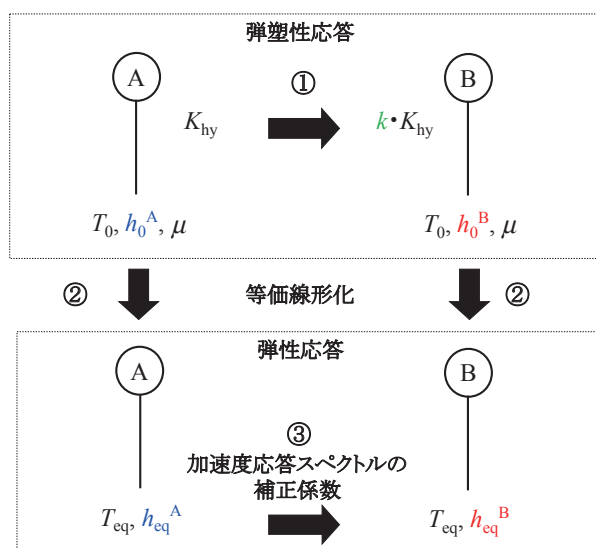 弾塑性応答
A
①
B
K_hy
k・K_hy
T_0, h_0^A, μ
T_0, h_0^B, μ
②
等価線形化
②
弾性応答
A
B
③
加速度応答スペクトルの
補正係数
T_eq, h_eq^A
T_eq, h_eq^B